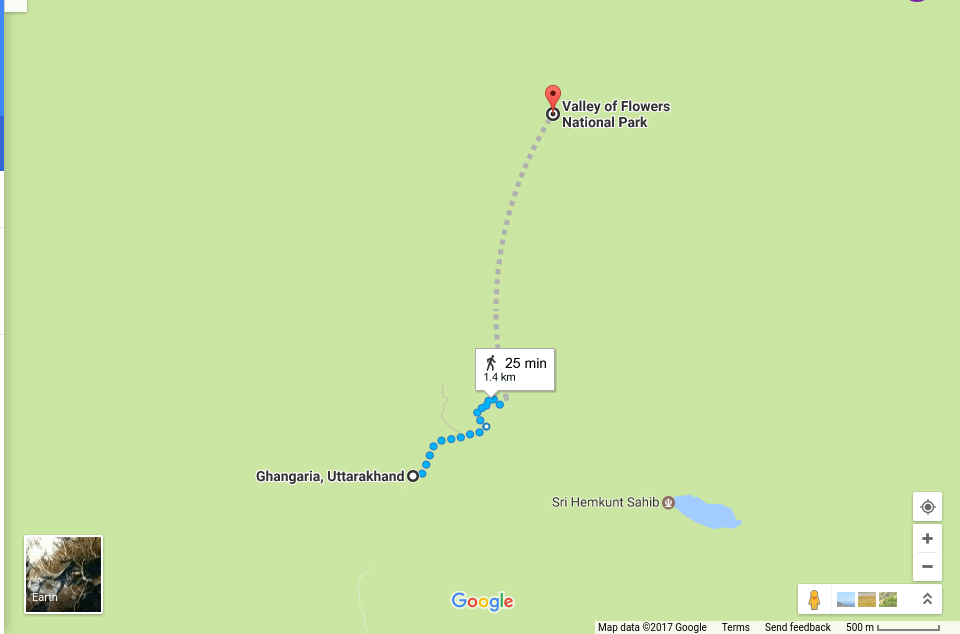 Valley of Flowers
National Park
25 min
1.4 km
Ghangaria, Uttarakhand
Sri Hemkunt Sahib
Earth
Google
Map data ©2017 Google Terms Send feedback 500 m